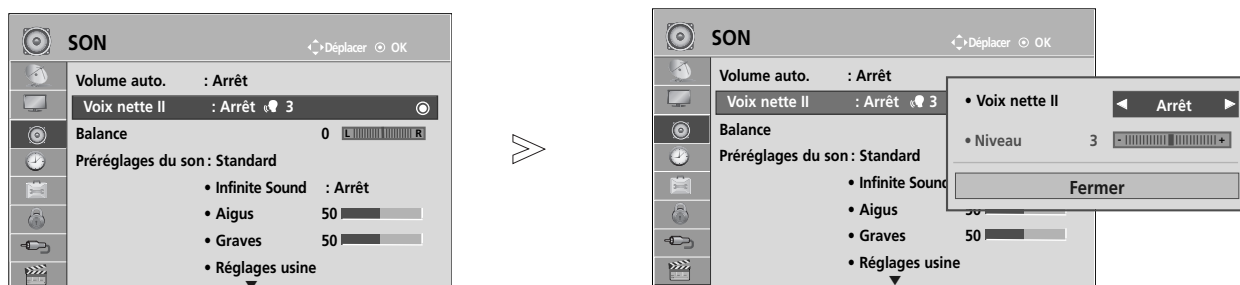 SON
Déplacer OK
Volume auto. : Arrêt
Voix nette II : Arrêt 3
Balance 0 L R
Préréglages du son : Standard
• Infinite Sound : Arrêt
• Aigus 50
• Graves 50
• Réglages usine
SON
Déplacer OK
Volume auto. : Arrêt
Voix nette II : Arrêt 3
Balance
Préréglages du son : Standard
• Infinite Sound
• Aigus 50
• Graves 50
• Réglages usine
• Voix nette II ◀ Arrêt ▶
• Niveau 3 - +
Fermer